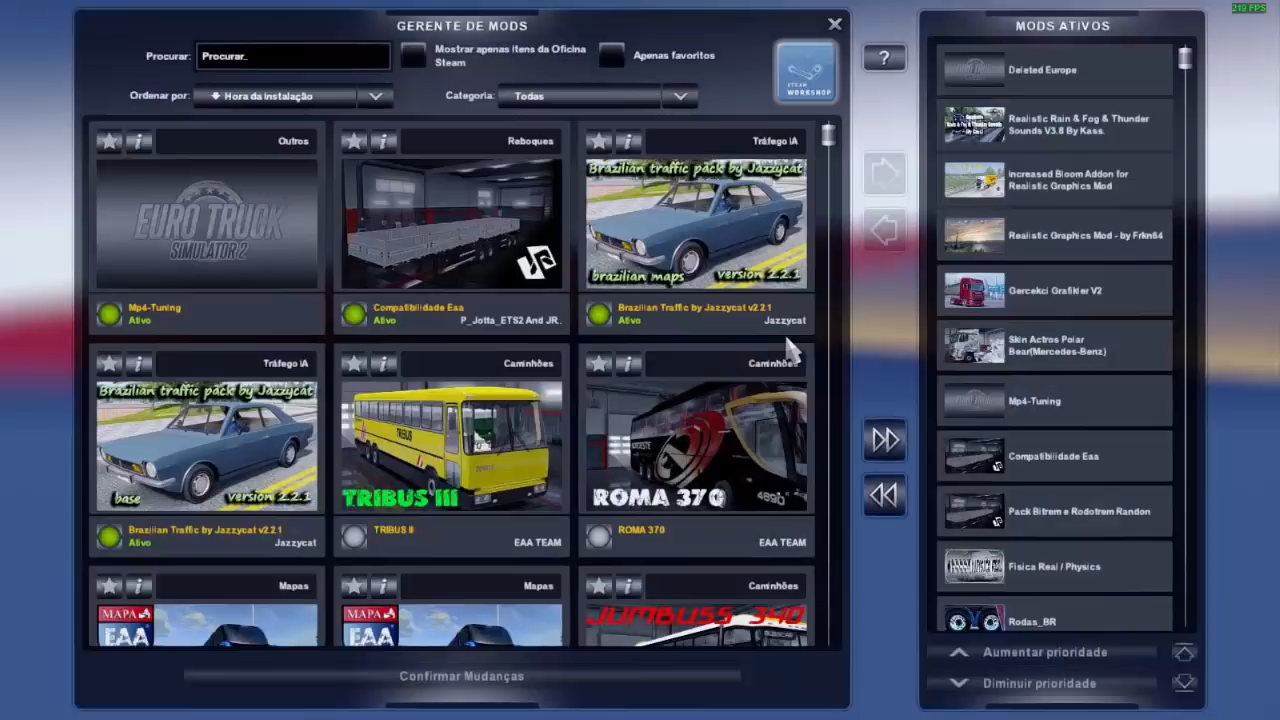 219 FPS
GERENTE DE MODS
Procurar:
Procurar..
Mostrar apenas itens da Oficina
Steam
Apenas favoritos
STEAM
WORKSHOP
Ordenar por:
Hora da instalação
Categoria:
Todas
Outros
EURO TRUCK
SIMULATOR 2
Mp4-Tuning
Ativo
Reboques
JR
Compatibilidade Eaa
Ativo
P_Jotta_ETS2 And JR..
Tráfego IA
Brazilian traffic pack by Jazzycat
brazilian maps
version 2.2.1
Brazilian Traffic by Jazzycat v2.2.1
Ativo
Jazzycat
Tráfego IA
Brazilian traffic pack by Jazzycat
base
version 2.2.1
Brazilian Traffic by Jazzycat v2.2.1
Ativo
Jazzycat
Caminhões
TRIBUS
TRIBUS III
TRIBUS III
EAA TEAM
Caminhões
4890
ROMA 370
ROMA 370
EAA TEAM
Mapas
MAPA
EAA
Mapas
MAPA
EAA
Caminhões
JUMBUSS 340
Confirmar Mudanças
?
MODS ATIVOS
Deleted Europe
Realistic Rain & Fog & Thunder
Sounds V3.6 By Kass.
Increased Bloom Addon for
Realistic Graphics Mod
Realistic Graphics Mod - by Frkn64
Gercekci Grafikler V2
Skin Actros Polar
Bear(Mercedes-Benz)
Mp4-Tuning
Compatibilidade Eaa
Pack Bitrem e Rodotrem Randon
Fisica Real / Physics
Rodas_BR
Aumentar prioridade
Diminuir prioridade